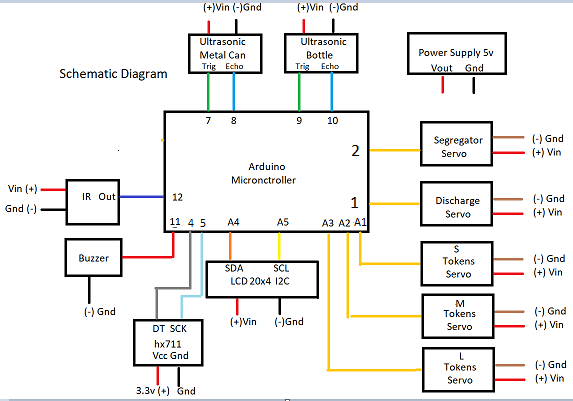 (+)Vin (-)Gnd
(+)Vin (-)Gnd
Ultrasonic
Metal Can
Trig Echo
Ultrasonic
Bottle
Trig Echo
Power Supply 5v
Vout Gnd
Schematic Diagram
7 8 9 10
Arduino
Micronctroller
2
1
12
11 4 5 A4 A5 A3 A2 A1
Segregator
Servo
(-) Gnd
(+) Vin
Vin (+)
Gnd (-)
IR Out
Discharge
Servo
(-) Gnd
(+) Vin
Buzzer
(-) Gnd
SDA SCL
LCD 20x4 I2C
(+)Vin (-)Gnd
S
Tokens
Servo
(-) Gnd
(+) Vin
M
Tokens
Servo
(-) Gnd
(+) Vin
DT SCK
hx711
Vcc Gnd
3.3v (+) Gnd
L
Tokens
Servo
(-) Gnd
(+) Vin